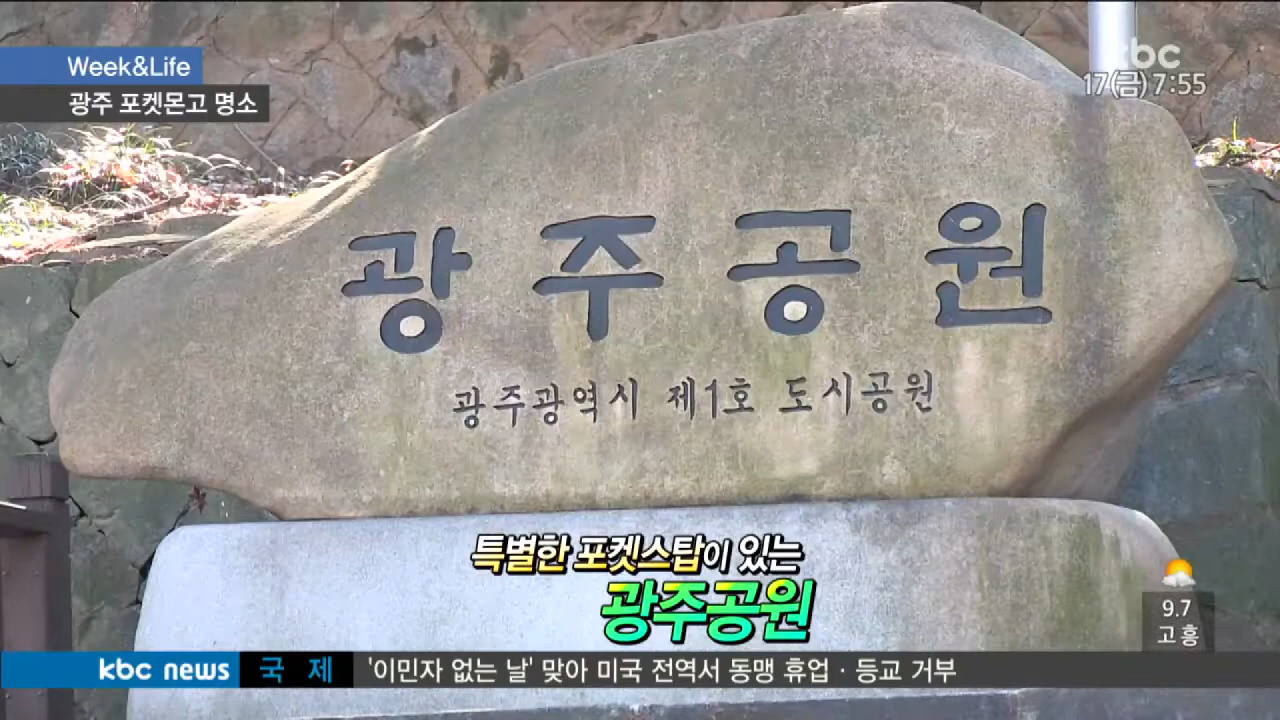 Week&Life
광주 포켓몬고 명소
kbc
17(금) 7:55
광주공원
광주광역시 제1호 도시공원
특별한 포켓스탑이 있는
광주공원
9.7
고흥
kbc news
국 제
'이민자 없는 날' 맞아 미국 전역서 동맹 휴업·등교 거부